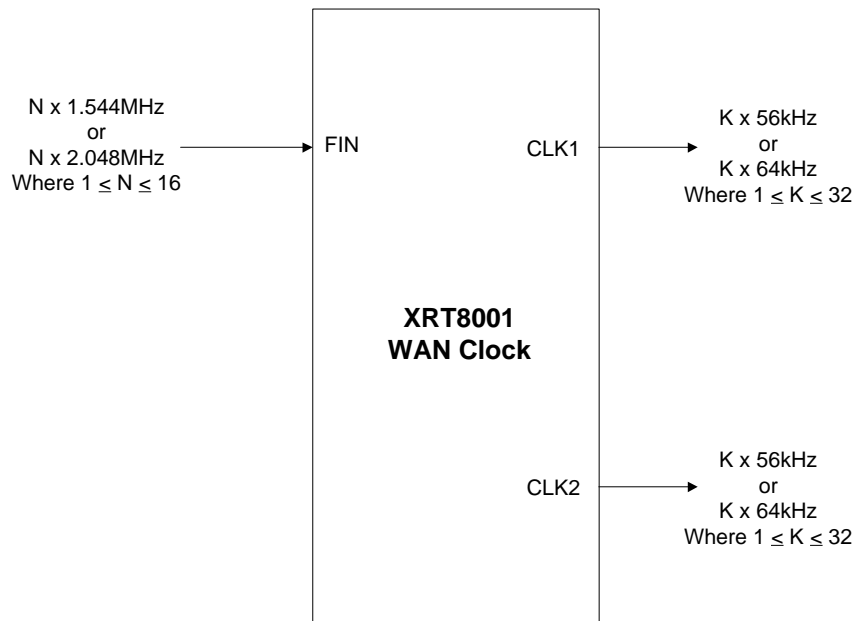 N x 1.544MHz
or
N x 2.048MHz
Where 1 ≤ N ≤ 16
FIN
CLK1
K x 56kHz
or
K x 64kHz
Where 1 ≤ K ≤ 32
XRT8001
WAN Clock
CLK2
K x 56kHz
or
K x 64kHz
Where 1 ≤ K ≤ 32